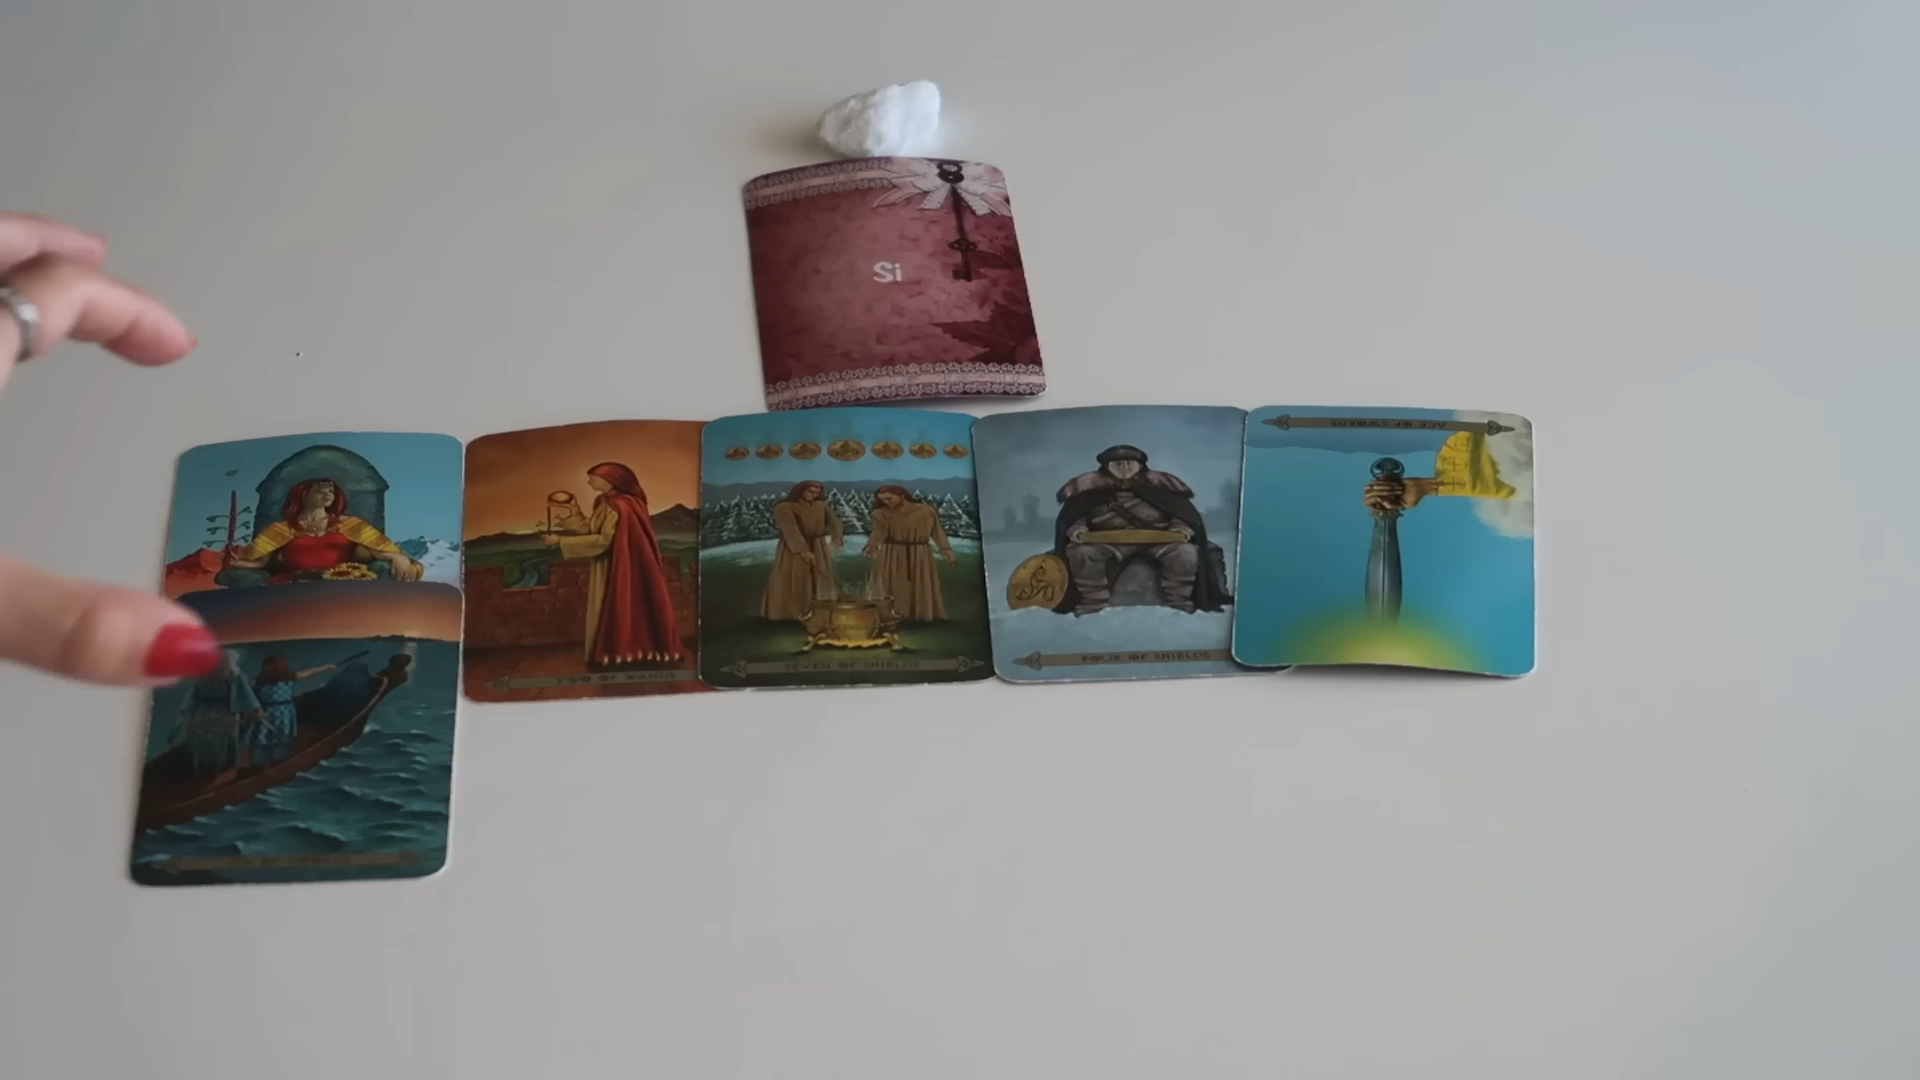 Si
TWO OF WANDS
SEVEN OF SHIELDS
FOUR OF SHIELDS
ACE OF SWORDS